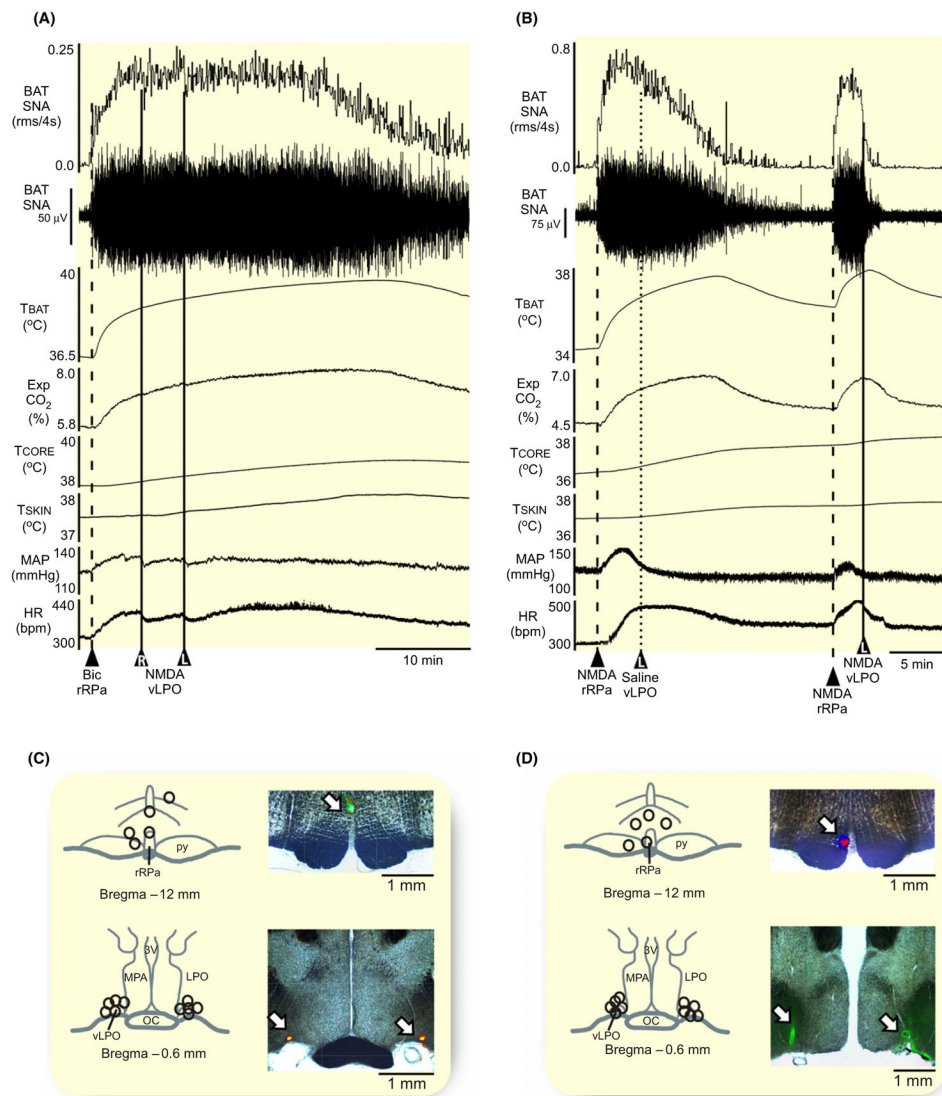 (A)
0.25
BAT
SNA
(rms/4s)
0.0
BAT
SNA
50 µV
40
TBAT
(ºC)
36.5
8.0
Exp
CO2
(%)
5.8
40
TCORE
(ºC)
38
38
TSKIN
(ºC)
37
140
MAP
(mmHg)
110
440
HR
(bpm)
300
R
L
10 min
Bic
rRPa
NMDA
vLPO
(B)
0.8
BAT
SNA
(rms/4s)
0.0
BAT
SNA
75 µV
38
TBAT
(ºC)
34
7.0
Exp
CO2
(%)
4.5
38
TCORE
(ºC)
36
38
TSKIN
(ºC)
36
150
MAP
(mmHg)
100
500
HR
(bpm)
300
L
L
5 min
NMDA
rRPa
Saline
vLPO
NMDA
vLPO
NMDA
rRPa
(C)
py
rRPa
Bregma – 12 mm
1 mm
3V
MPA
LPO
OC
vLPO
Bregma – 0.6 mm
1 mm
(D)
py
rRPa
Bregma – 12 mm
1 mm
3V
MPA
LPO
OC
vLPO
Bregma – 0.6 mm
1 mm